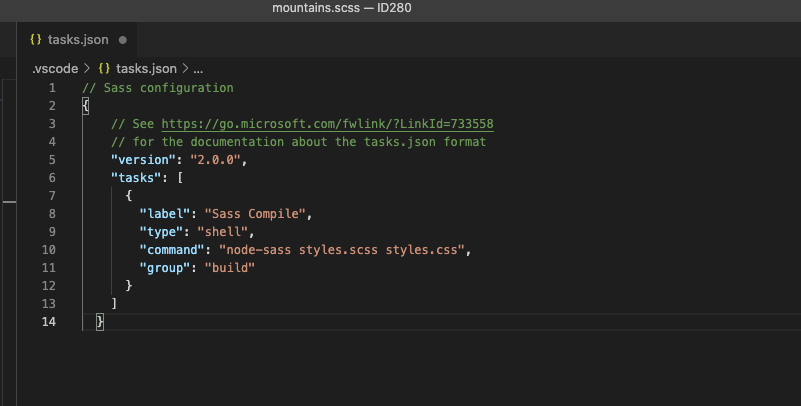 mountains.scss — ID280
{} tasks.json ●
.vscode > {} tasks.json > ...
1 // Sass configuration
2 {
3 // See https://go.microsoft.com/fwlink/?LinkId=733558
4 // for the documentation about the tasks.json format
5 "version": "2.0.0",
6 "tasks": [
7 {
8 "label": "Sass Compile",
9 "type": "shell",
10 "command": "node-sass styles.scss styles.css",
11 "group": "build"
12 }
13 ]
14 }